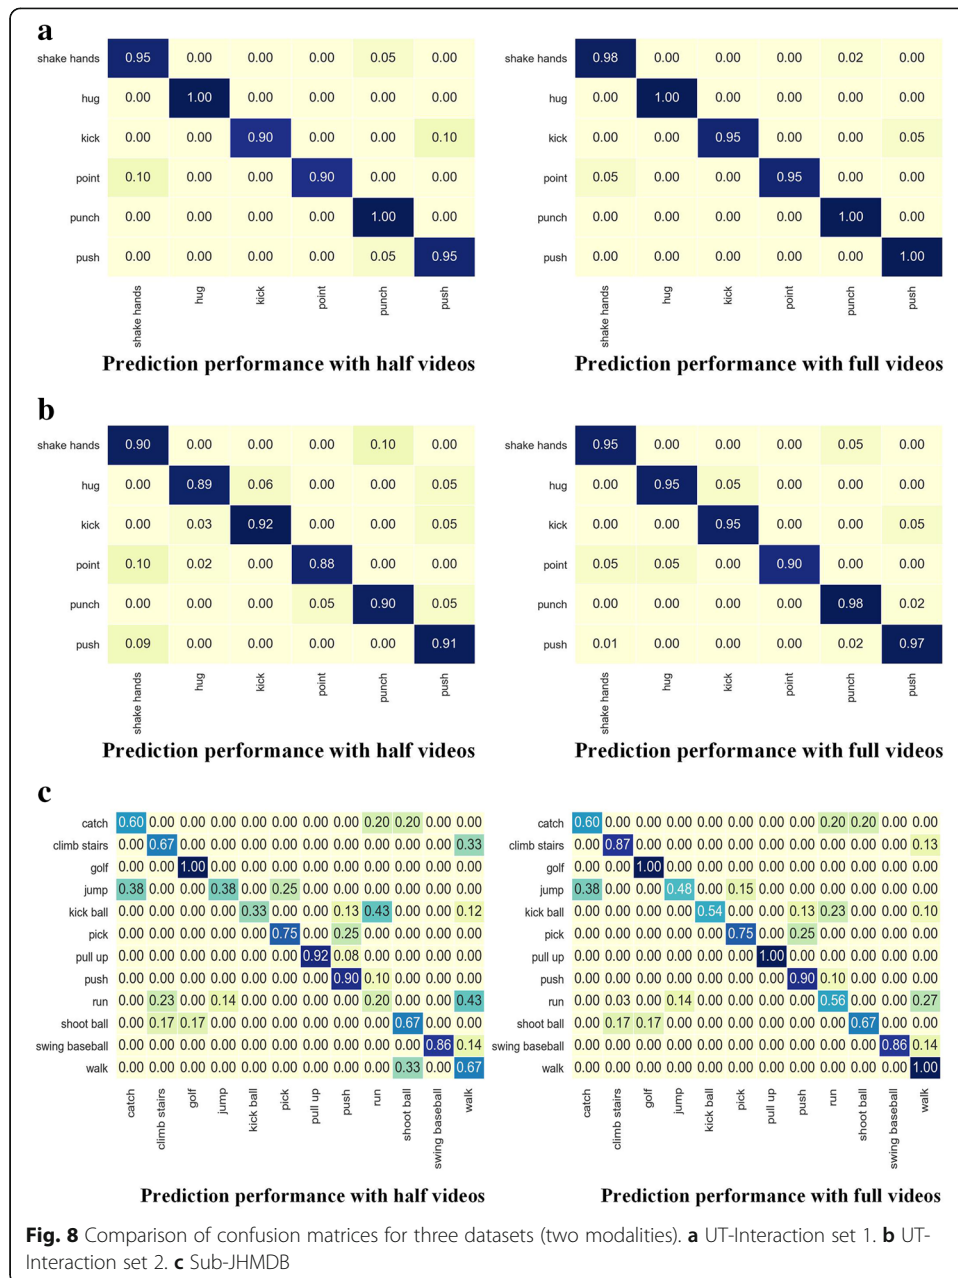 a
shake hands 0.95 0.00 0.00 0.00 0.05 0.00
hug 0.00 1.00 0.00 0.00 0.00 0.00
kick 0.00 0.00 0.90 0.00 0.00 0.10
point 0.10 0.00 0.00 0.90 0.00 0.00
punch 0.00 0.00 0.00 0.00 1.00 0.00
push 0.00 0.00 0.00 0.00 0.05 0.95
shake hands hug kick point punch push
Prediction performance with half videos
shake hands 0.98 0.00 0.00 0.00 0.02 0.00
hug 0.00 1.00 0.00 0.00 0.00 0.00
kick 0.00 0.00 0.95 0.00 0.00 0.05
point 0.05 0.00 0.00 0.95 0.00 0.00
punch 0.00 0.00 0.00 0.00 1.00 0.00
push 0.00 0.00 0.00 0.00 0.00 1.00
shake hands hug kick point punch push
Prediction performance with full videos
b
shake hands 0.90 0.00 0.00 0.00 0.10 0.00
hug 0.00 0.89 0.06 0.00 0.00 0.05
kick 0.00 0.03 0.92 0.00 0.00 0.05
point 0.10 0.02 0.00 0.88 0.00 0.00
punch 0.00 0.00 0.00 0.05 0.90 0.05
push 0.09 0.00 0.00 0.00 0.00 0.91
shake hands hug kick point punch push
Prediction performance with half videos
shake hands 0.95 0.00 0.00 0.00 0.05 0.00
hug 0.00 0.95 0.05 0.00 0.00 0.00
kick 0.00 0.00 0.95 0.00 0.00 0.05
point 0.05 0.05 0.00 0.90 0.00 0.00
punch 0.00 0.00 0.00 0.00 0.98 0.02
push 0.01 0.00 0.00 0.00 0.02 0.97
shake hands hug kick point punch push
Prediction performance with full videos
c
catch 0.60 0.00 0.00 0.00 0.00 0.00 0.00 0.00 0.20 0.20 0.00 0.00
climb stairs 0.00 0.67 0.00 0.00 0.00 0.00 0.00 0.00 0.00 0.00 0.00 0.33
golf 0.00 0.00 1.00 0.00 0.00 0.00 0.00 0.00 0.00 0.00 0.00 0.00
jump 0.38 0.00 0.00 0.38 0.00 0.25 0.00 0.00 0.00 0.00 0.00 0.00
kick ball 0.00 0.00 0.00 0.00 0.33 0.00 0.00 0.13 0.43 0.00 0.00 0.12
pick 0.00 0.00 0.00 0.00 0.00 0.75 0.00 0.25 0.00 0.00 0.00 0.00
pull up 0.00 0.00 0.00 0.00 0.00 0.00 0.92 0.08 0.00 0.00 0.00 0.00
push 0.00 0.00 0.00 0.00 0.00 0.00 0.00 0.90 0.10 0.00 0.00 0.00
run 0.00 0.23 0.00 0.14 0.00 0.00 0.00 0.00 0.20 0.00 0.00 0.43
shoot ball 0.00 0.17 0.17 0.00 0.00 0.00 0.00 0.00 0.00 0.67 0.00 0.00
swing baseball 0.00 0.00 0.00 0.00 0.00 0.00 0.00 0.00 0.00 0.00 0.86 0.14
walk 0.00 0.00 0.00 0.00 0.00 0.00 0.00 0.00 0.00 0.33 0.00 0.67
catch climb stairs golf jump kick ball pick pull up push run shoot ball swing baseball walk
Prediction performance with half videos
catch 0.60 0.00 0.00 0.00 0.00 0.00 0.00 0.00 0.20 0.20 0.00 0.00
climb stairs 0.00 0.87 0.00 0.00 0.00 0.00 0.00 0.00 0.00 0.00 0.00 0.13
golf 0.00 0.00 1.00 0.00 0.00 0.00 0.00 0.00 0.00 0.00 0.00 0.00
jump 0.38 0.00 0.00 0.48 0.00 0.15 0.00 0.00 0.00 0.00 0.00 0.00
kick ball 0.00 0.00 0.00 0.00 0.54 0.00 0.00 0.13 0.23 0.00 0.00 0.10
pick 0.00 0.00 0.00 0.00 0.00 0.75 0.00 0.25 0.00 0.00 0.00 0.00
pull up 0.00 0.00 0.00 0.00 0.00 0.00 1.00 0.00 0.00 0.00 0.00 0.00
push 0.00 0.00 0.00 0.00 0.00 0.00 0.00 0.90 0.10 0.00 0.00 0.00
run 0.00 0.03 0.00 0.14 0.00 0.00 0.00 0.00 0.56 0.00 0.00 0.27
shoot ball 0.00 0.17 0.17 0.00 0.00 0.00 0.00 0.00 0.00 0.67 0.00 0.00
swing baseball 0.00 0.00 0.00 0.00 0.00 0.00 0.00 0.00 0.00 0.00 0.86 0.14
walk 0.00 0.00 0.00 0.00 0.00 0.00 0.00 0.00 0.00 0.00 0.00 1.00
catch climb stairs golf jump kick ball pick pull up push run shoot ball swing baseball walk
Prediction performance with full videos
Fig. 8 Comparison of confusion matrices for three datasets (two modalities). a UT-Interaction set 1. b UT-
Interaction set 2. c Sub-JHMDB